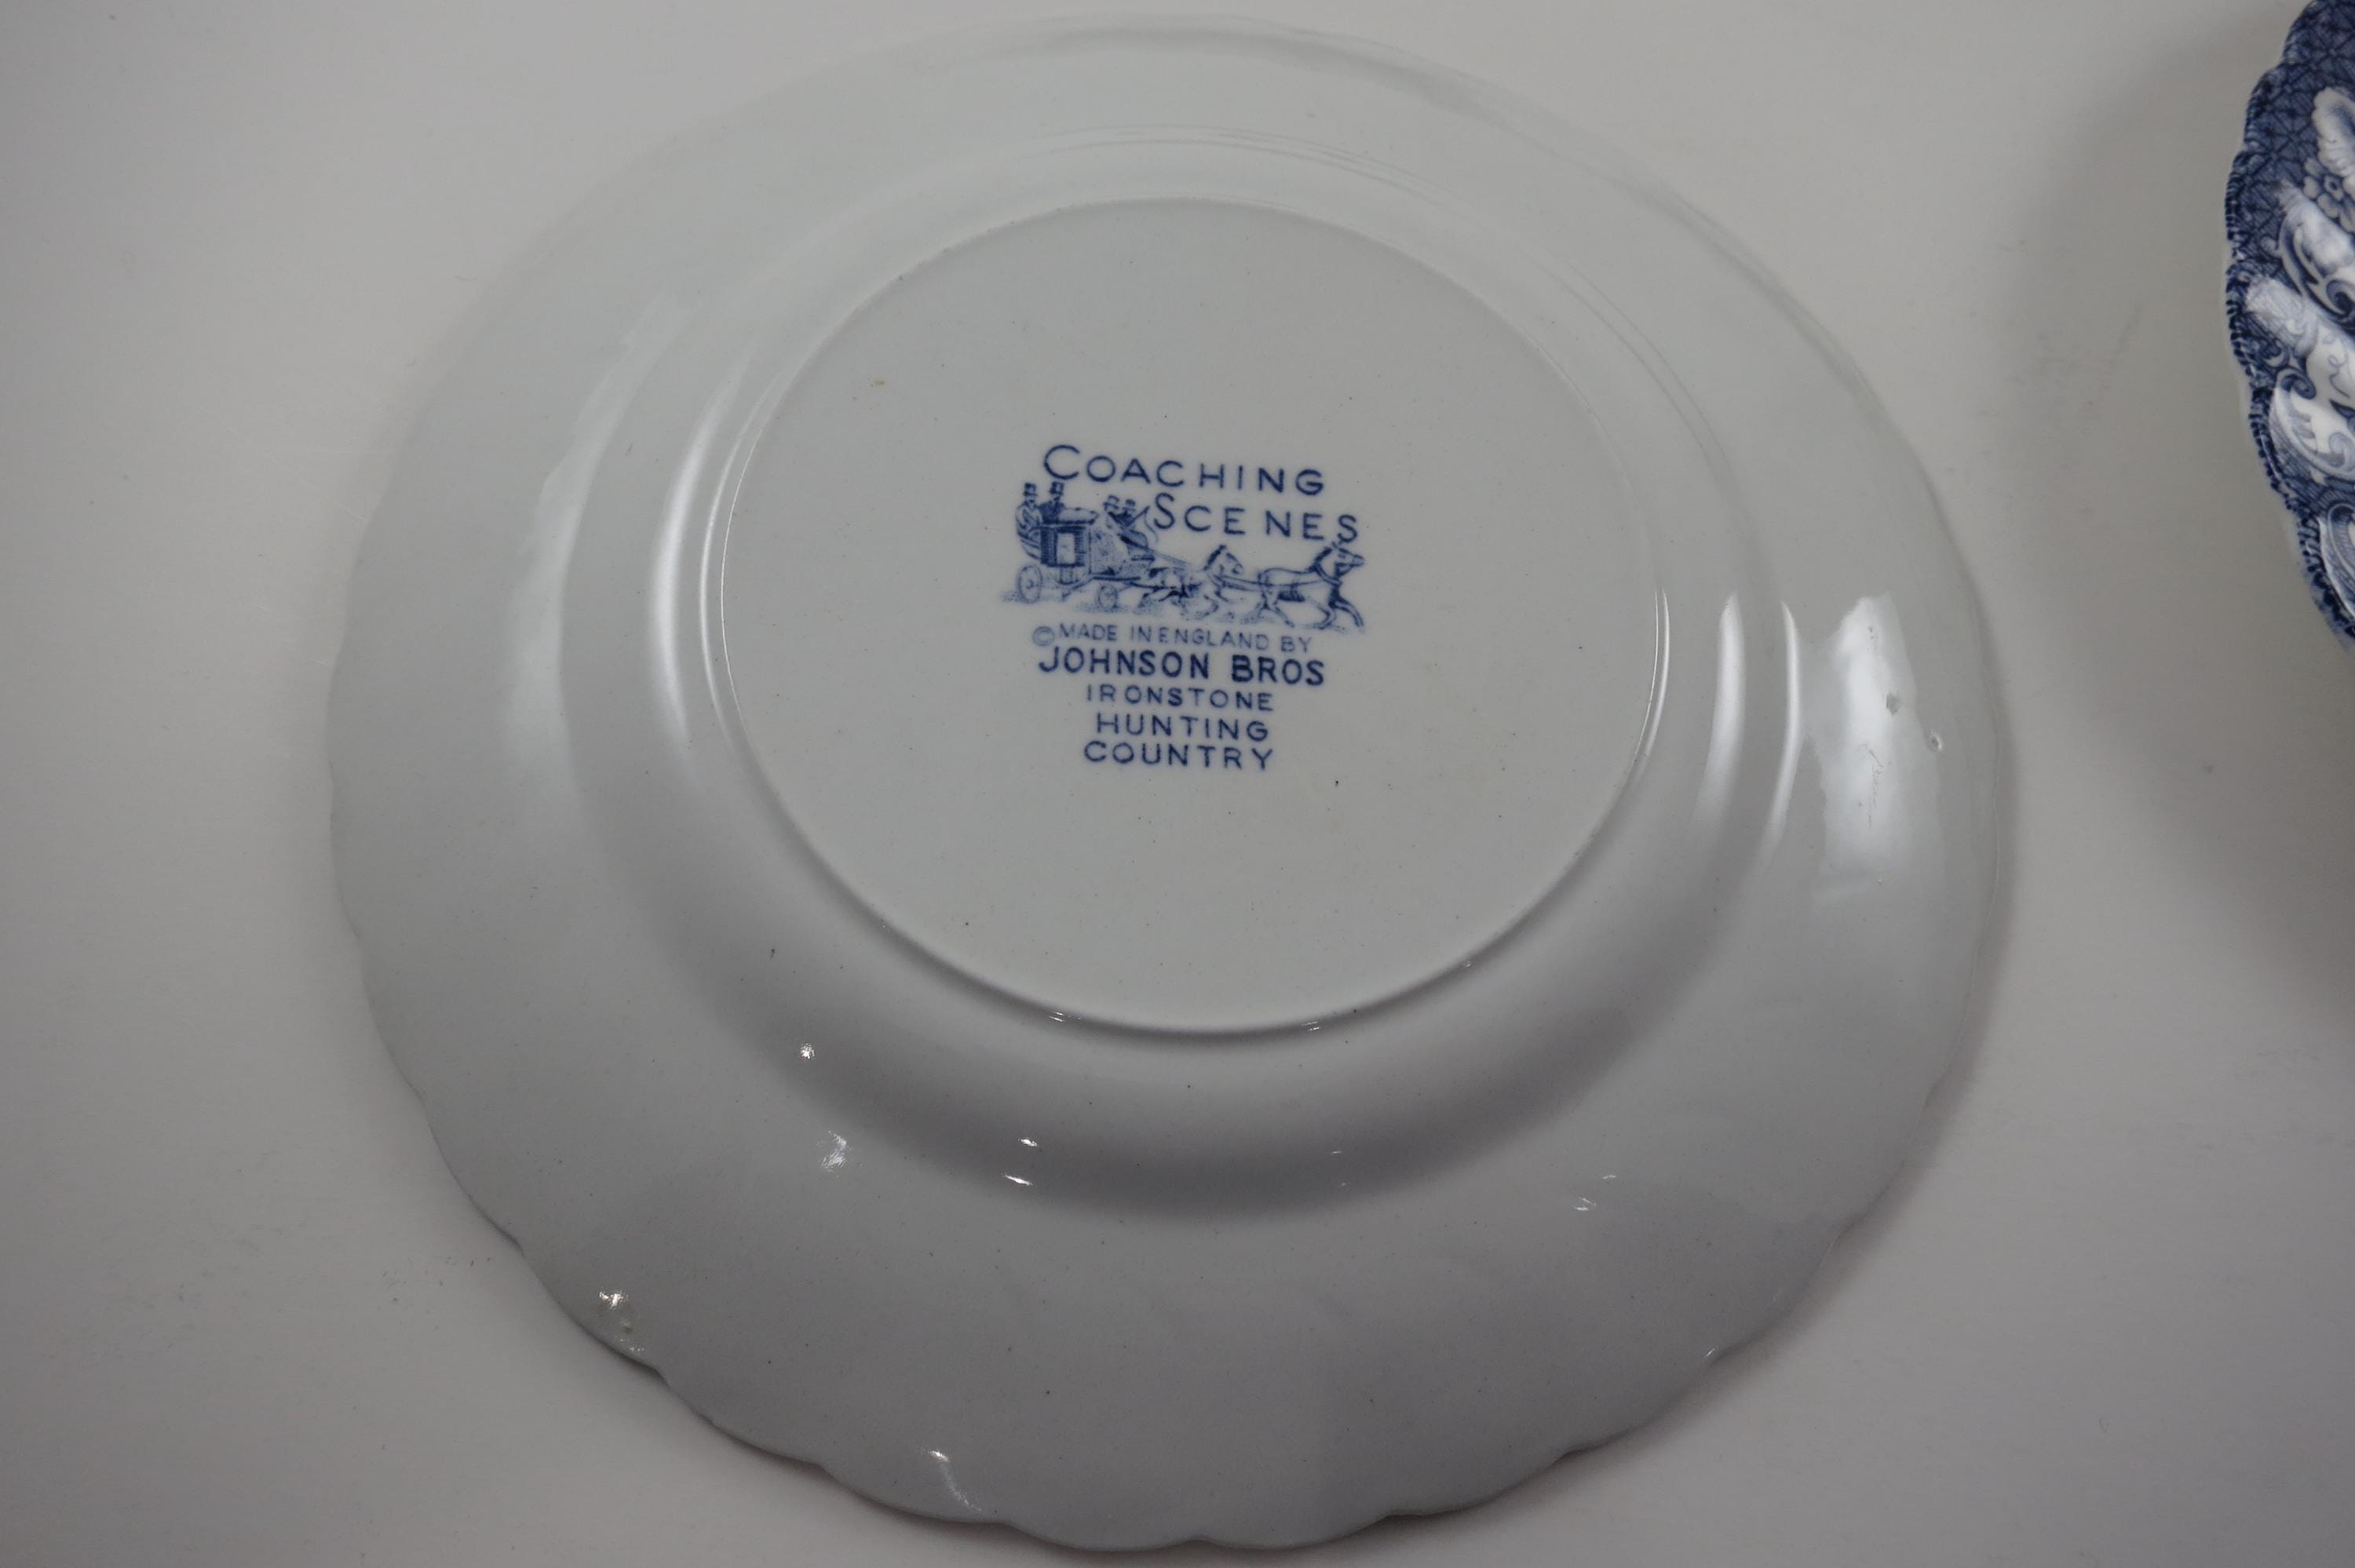 COACHING
SCENES
© MADE IN ENGLAND BY
JOHNSON BROS
IRONSTONE
HUNTING
COUNTRY